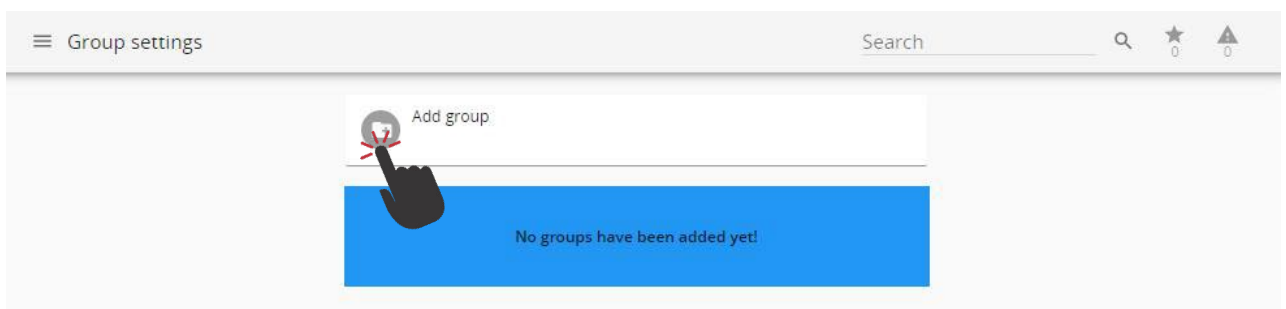 Group settings
Search
0
0
Add group
No groups have been added yet!